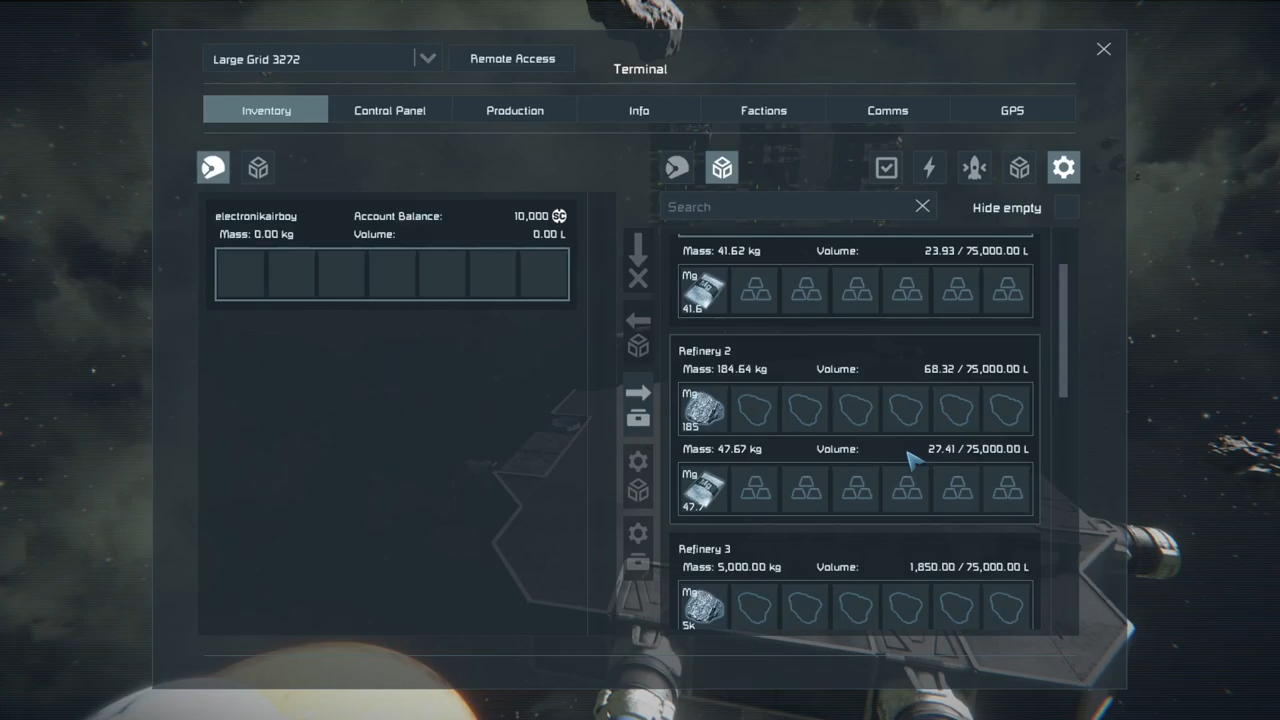 Large Grid 3272
Remote Access
Terminal
Inventory
Control Panel
Production
Info
Factions
Comms
GPS
electronikairboy
Account Balance:
10,000 SC
Mass: 0.00 kg
Volume:
0.00 L
Search
Hide empty
Mass: 41.62 kg
Volume:
23.93 / 75,000.00 L
Mg
41.6
Refinery 2
Mass: 184.64 kg
Volume:
68.32 / 75,000.00 L
Mg
185
Mass: 47.67 kg
Volume:
27.41 / 75,000.00 L
Mg
47.7
Refinery 3
Mass: 5,000.00 kg
Volume:
1,850.00 / 75,000.00 L
Mg
5k